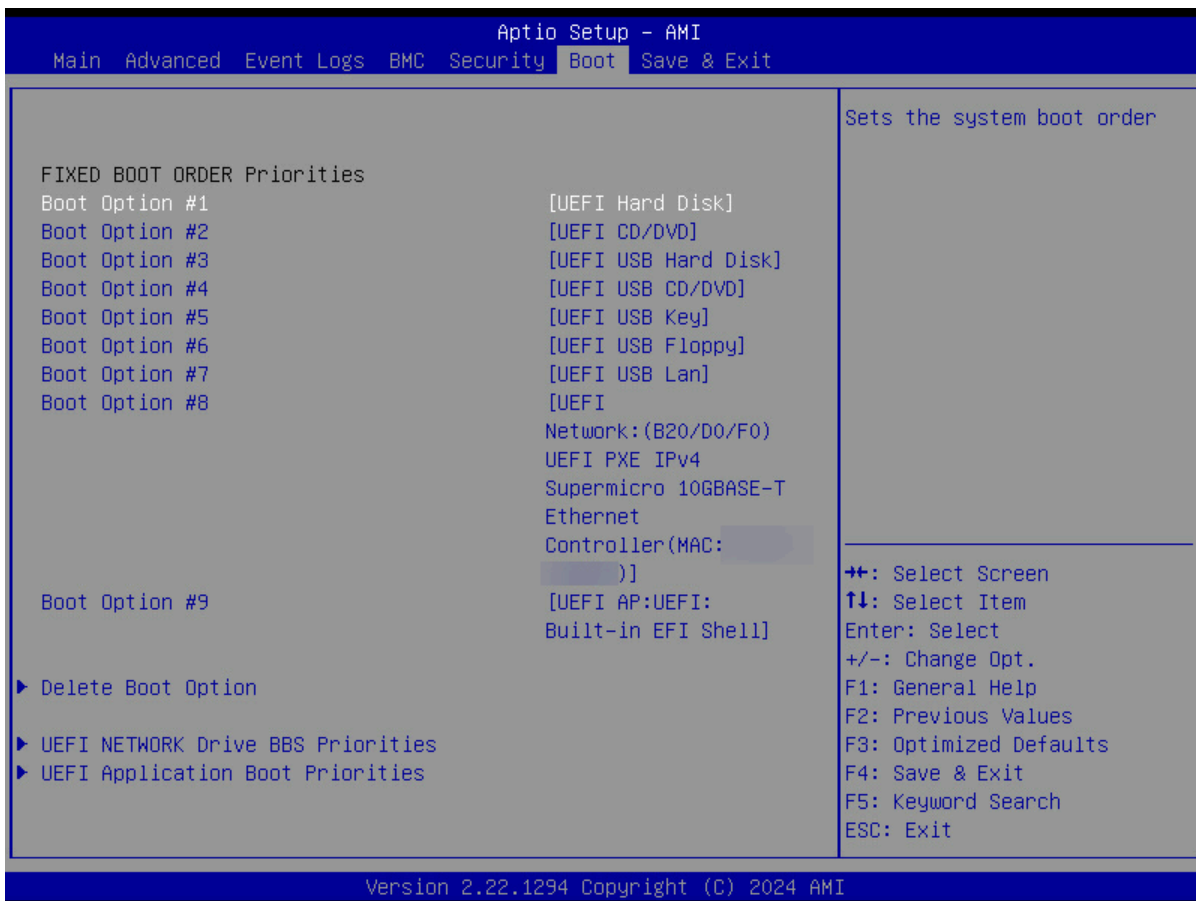 Aptio Setup – AMI
Main Advanced Event Logs BMC Security Boot Save & Exit
Sets the system boot order
FIXED BOOT ORDER Priorities
Boot Option #1 [UEFI Hard Disk]
Boot Option #2 [UEFI CD/DVD]
Boot Option #3 [UEFI USB Hard Disk]
Boot Option #4 [UEFI USB CD/DVD]
Boot Option #5 [UEFI USB Key]
Boot Option #6 [UEFI USB Floppy]
Boot Option #7 [UEFI USB Lan]
Boot Option #8 [UEFI
Network:(B20/D0/F0)
UEFI PXE IPv4
Supermicro 10GBASE-T
Ethernet
Controller(MAC:
)]
Boot Option #9 [UEFI AP:UEFI:
Built-in EFI Shell]
Delete Boot Option
UEFI NETWORK Drive BBS Priorities
UEFI Application Boot Priorities
→←: Select Screen
↑↓: Select Item
Enter: Select
+/-: Change Opt.
F1: General Help
F2: Previous Values
F3: Optimized Defaults
F4: Save & Exit
F5: Keyword Search
ESC: Exit
Version 2.22.1294 Copyright (C) 2024 AMI